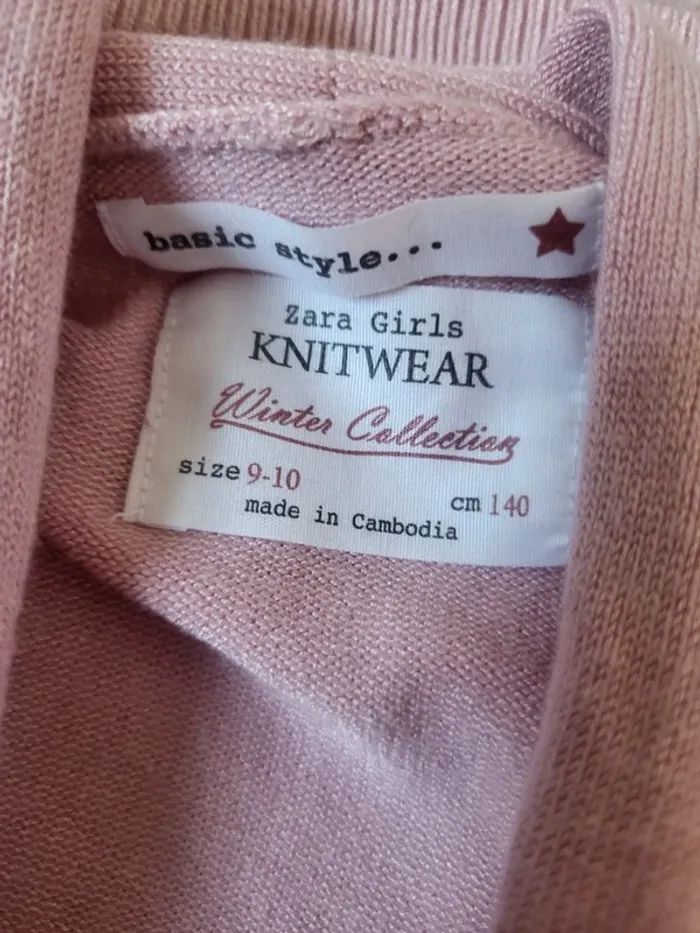 basic style...
Zara Girls
KNITWEAR
Winter Collection
size 9-10
cm 140
made in Cambodia